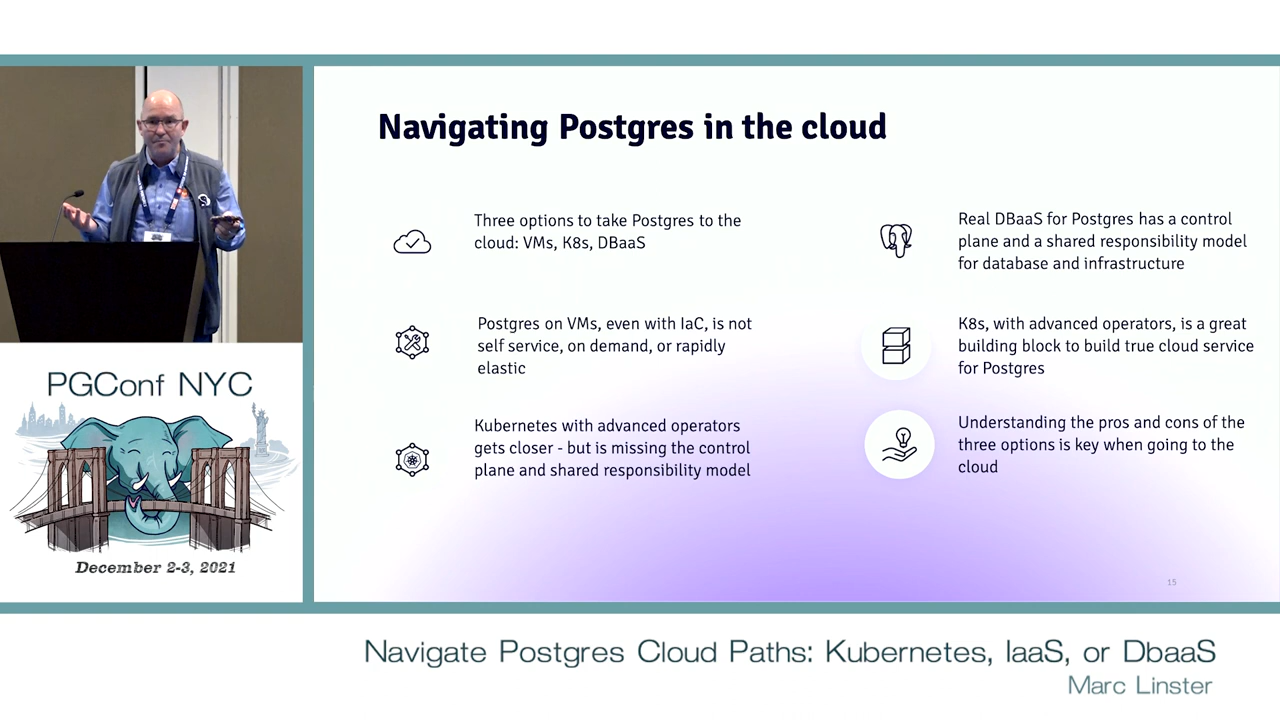 Navigating Postgres in the cloud
Three options to take Postgres to the
cloud: VMs, K8s, DBaaS
Postgres on VMs, even with IaC, is not
self service, on demand, or rapidly
elastic
Kubernetes with advanced operators
gets closer - but is missing the control
plane and shared responsibility model
Real DBaaS for Postgres has a control
plane and a shared responsibility model
for database and infrastructure
K8s, with advanced operators, is a great
building block to build true cloud service
for Postgres
Understanding the pros and cons of the
three options is key when going to the
cloud
15
PGConf NYC
December 2-3, 2021
Navigate Postgres Cloud Paths: Kubernetes, IaaS, or DbaaS
Marc Linster